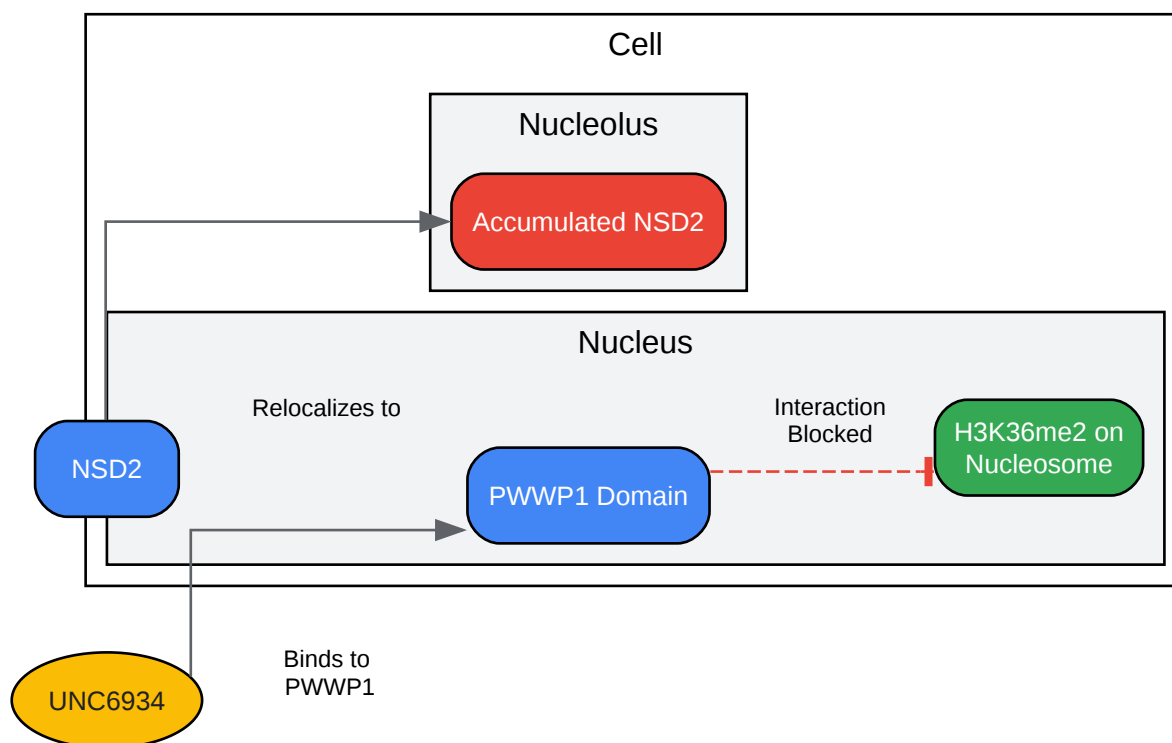 Cell
Nucleolus
Accumulated NSD2
Nucleus
Relocalizes to
Interaction
Blocked
H3K36me2 on
Nucleosome
NSD2
PWWP1 Domain
Binds to
PWWP1
UNC6934